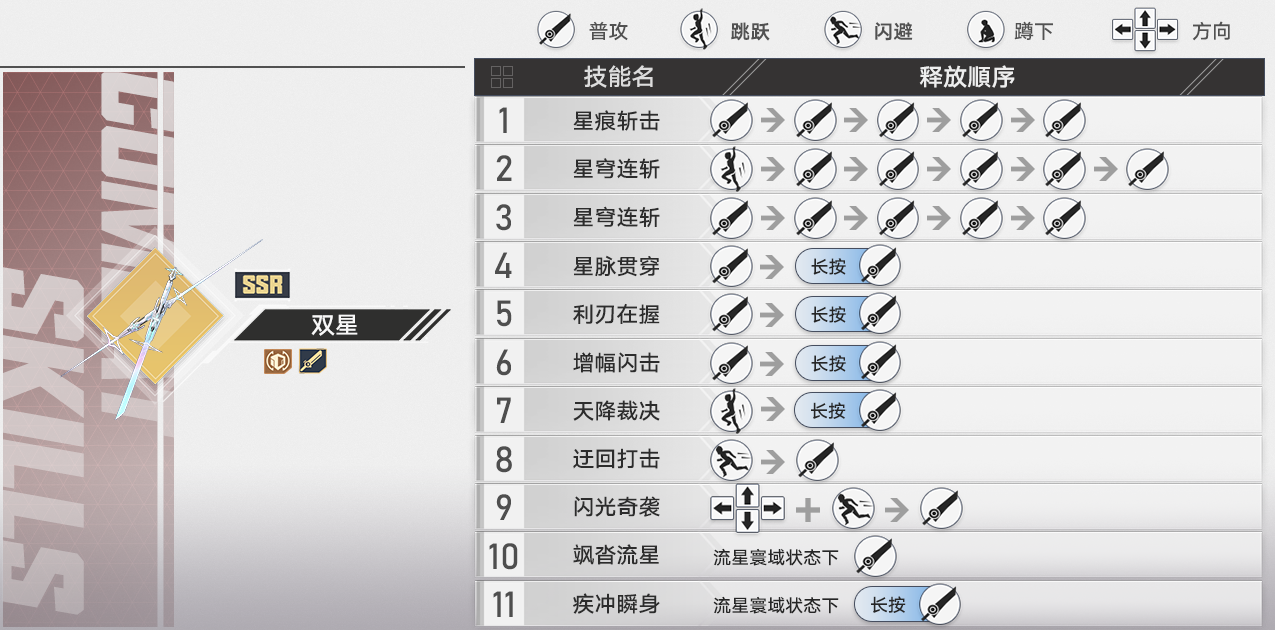 普攻 跳跃 闪避 蹲下 方向
技能名 释放顺序
COMBAT
SKILLS
SSR
双星
1 星痕斩击
2 星穹连斩
3 星穹连斩
4 星脉贯穿 长按
5 利刃在握 长按
6 增幅闪击 长按
7 天降裁决 长按
8 迂回打击
9 闪光奇袭
10 飒沓流星 流星寰域状态下
11 疾冲瞬身 流星寰域状态下 长按